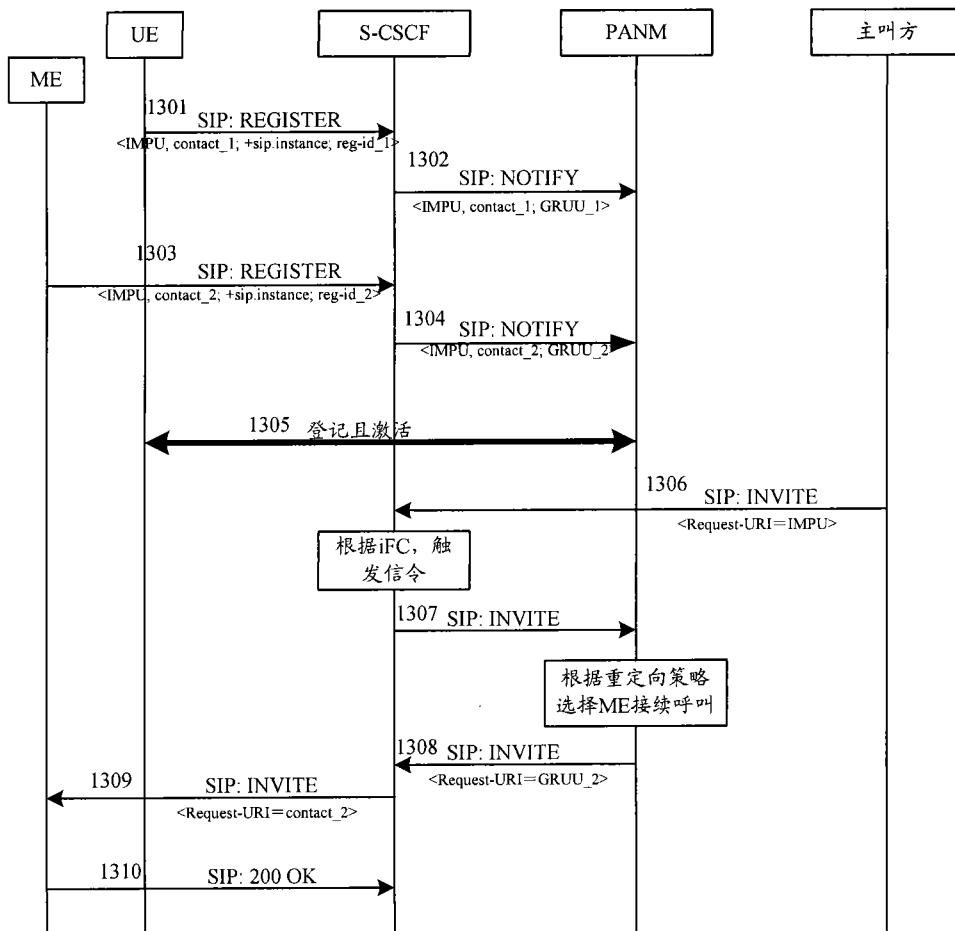 UE
S-CSCF
PANM
主叫方
ME
1301
SIP: REGISTER
<IMPU, contact_1; +sip.instance; reg-id_1>
1302
SIP: NOTIFY
<IMPU, contact_1; GRUU_1>
1303
SIP: REGISTER
<IMPU, contact_2; +sip.instance; reg-id_2>
1304
SIP: NOTIFY
<IMPU, contact_2; GRUU_2>
1305 登记且激活
1306
SIP: INVITE
<Request-URI=IMPU>
根据iFC，触
发信令
1307
SIP: INVITE
根据重定向策略
选择ME接续呼叫
1308
SIP: INVITE
<Request-URI=GRUU_2>
1309
SIP: INVITE
<Request-URI=contact_2>
1310
SIP: 200 OK